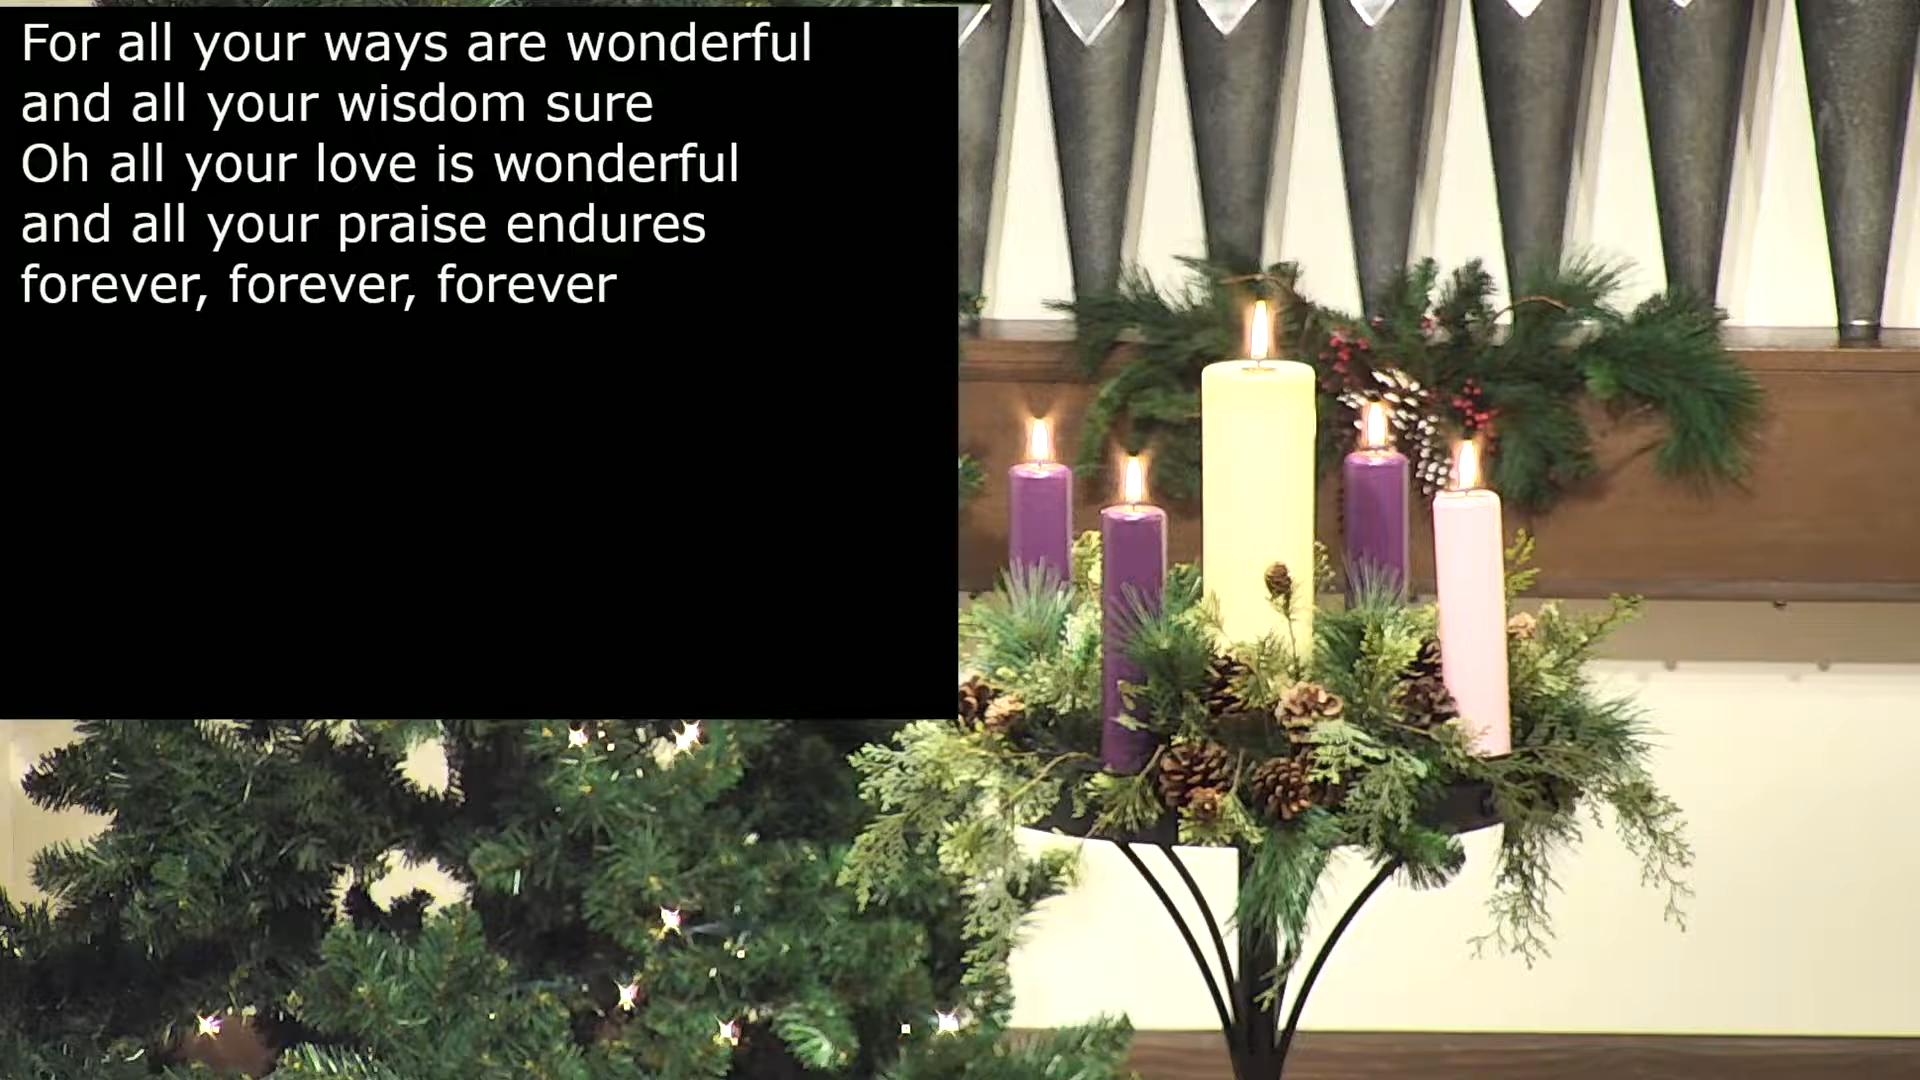 For all your ways are wonderful
and all your wisdom sure
Oh all your love is wonderful
and all your praise endures
forever, forever, forever